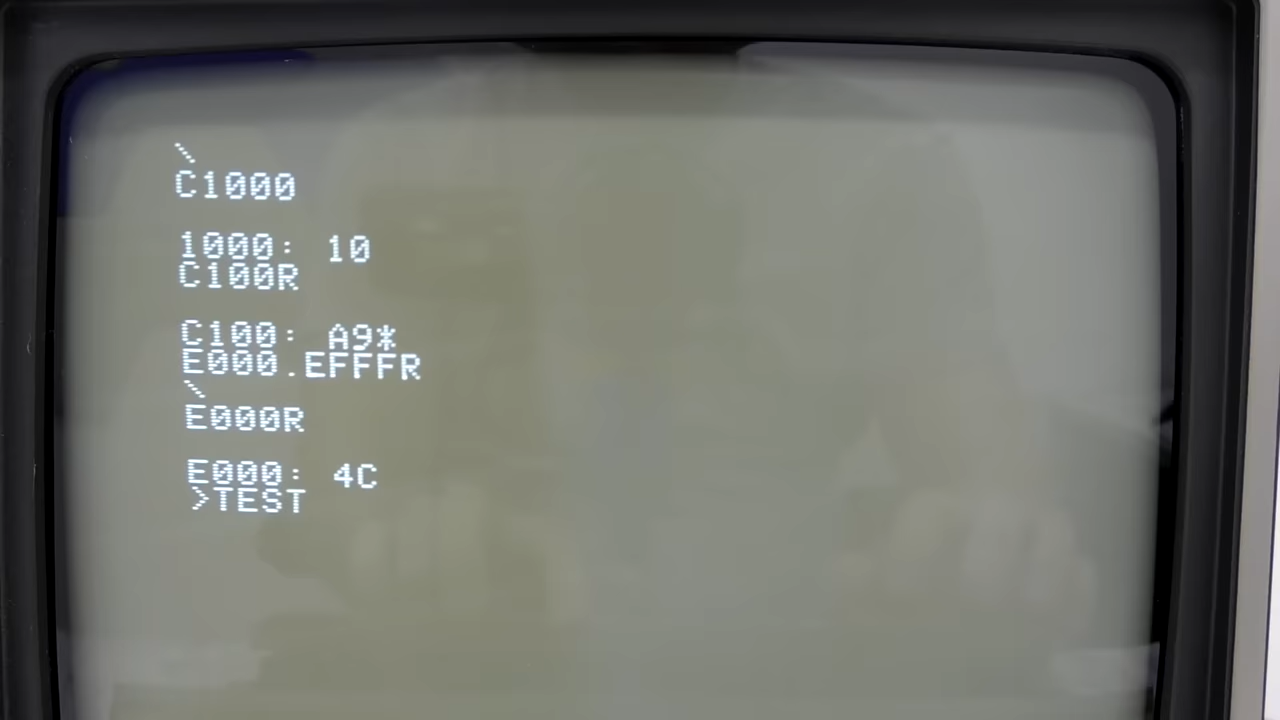 \
C1000
1000: 10
C100R
C100: A9*
E000.EFFFR
\
E000R
E000: 4C
>TEST